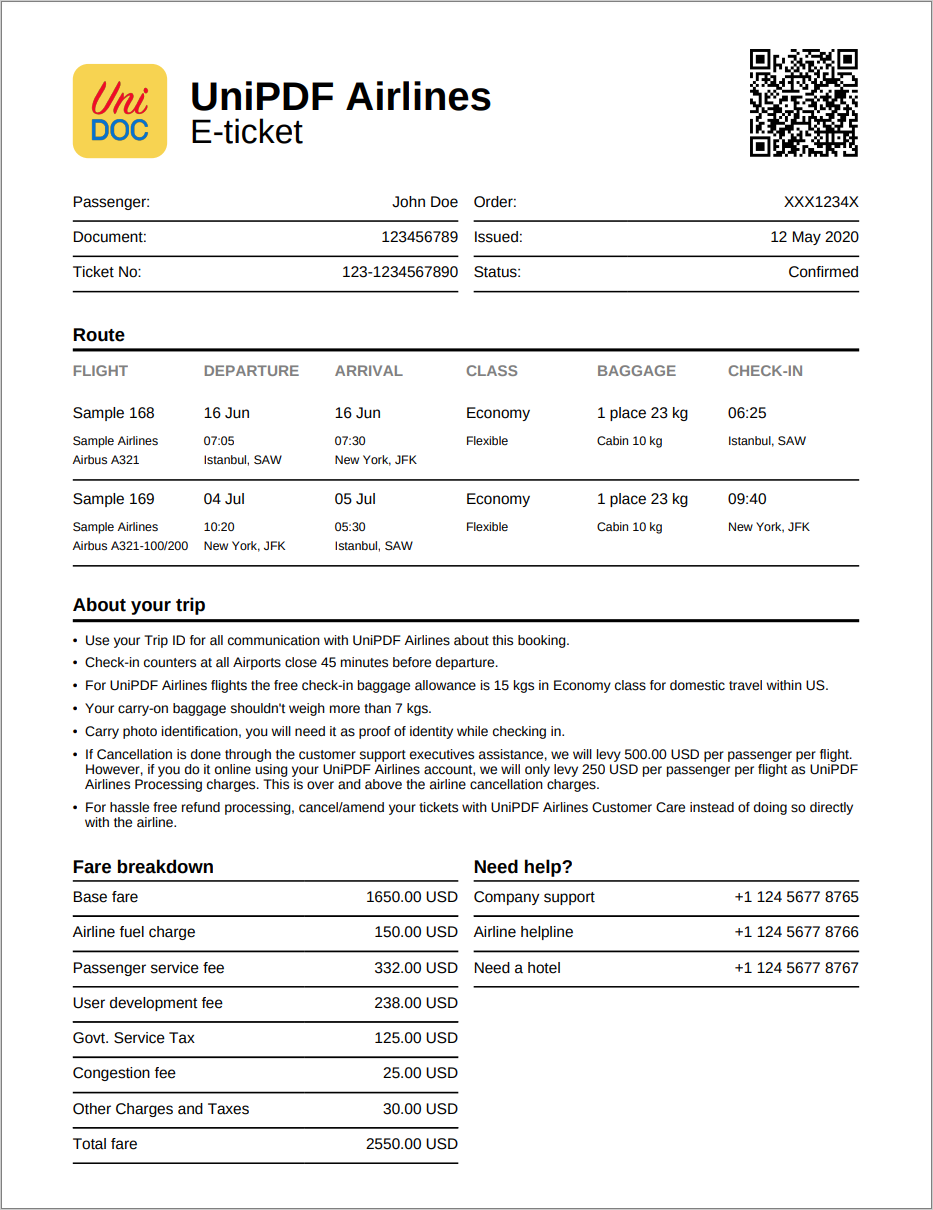 Uni
DOC
UniPDF Airlines
E-ticket
Passenger: John Doe
Order: XXX1234X
Document: 123456789
Issued: 12 May 2020
Ticket No: 123-1234567890
Status: Confirmed
Route
FLIGHT DEPARTURE ARRIVAL CLASS BAGGAGE CHECK-IN
Sample 168 16 Jun 16 Jun Economy 1 place 23 kg 06:25
Sample Airlines 07:05 07:30 Flexible Cabin 10 kg Istanbul, SAW
Airbus A321 Istanbul, SAW New York, JFK
Sample 169 04 Jul 05 Jul Economy 1 place 23 kg 09:40
Sample Airlines 10:20 05:30 Flexible Cabin 10 kg New York, JFK
Airbus A321-100/200 New York, JFK Istanbul, SAW
About your trip
• Use your Trip ID for all communication with UniPDF Airlines about this booking.
• Check-in counters at all Airports close 45 minutes before departure.
• For UniPDF Airlines flights the free check-in baggage allowance is 15 kgs in Economy class for domestic travel within US.
• Your carry-on baggage shouldn't weigh more than 7 kgs.
• Carry photo identification, you will need it as proof of identity while checking in.
• If Cancellation is done through the customer support executives assistance, we will levy 500.00 USD per passenger per flight.
However, if you do it online using your UniPDF Airlines account, we will only levy 250 USD per passenger per flight as UniPDF
Airlines Processing charges. This is over and above the airline cancellation charges.
• For hassle free refund processing, cancel/amend your tickets with UniPDF Airlines Customer Care instead of doing so directly
with the airline.
Fare breakdown
Base fare 1650.00 USD
Airline fuel charge 150.00 USD
Passenger service fee 332.00 USD
User development fee 238.00 USD
Govt. Service Tax 125.00 USD
Congestion fee 25.00 USD
Other Charges and Taxes 30.00 USD
Total fare 2550.00 USD
Need help?
Company support +1 124 5677 8765
Airline helpline +1 124 5677 8766
Need a hotel +1 124 5677 8767